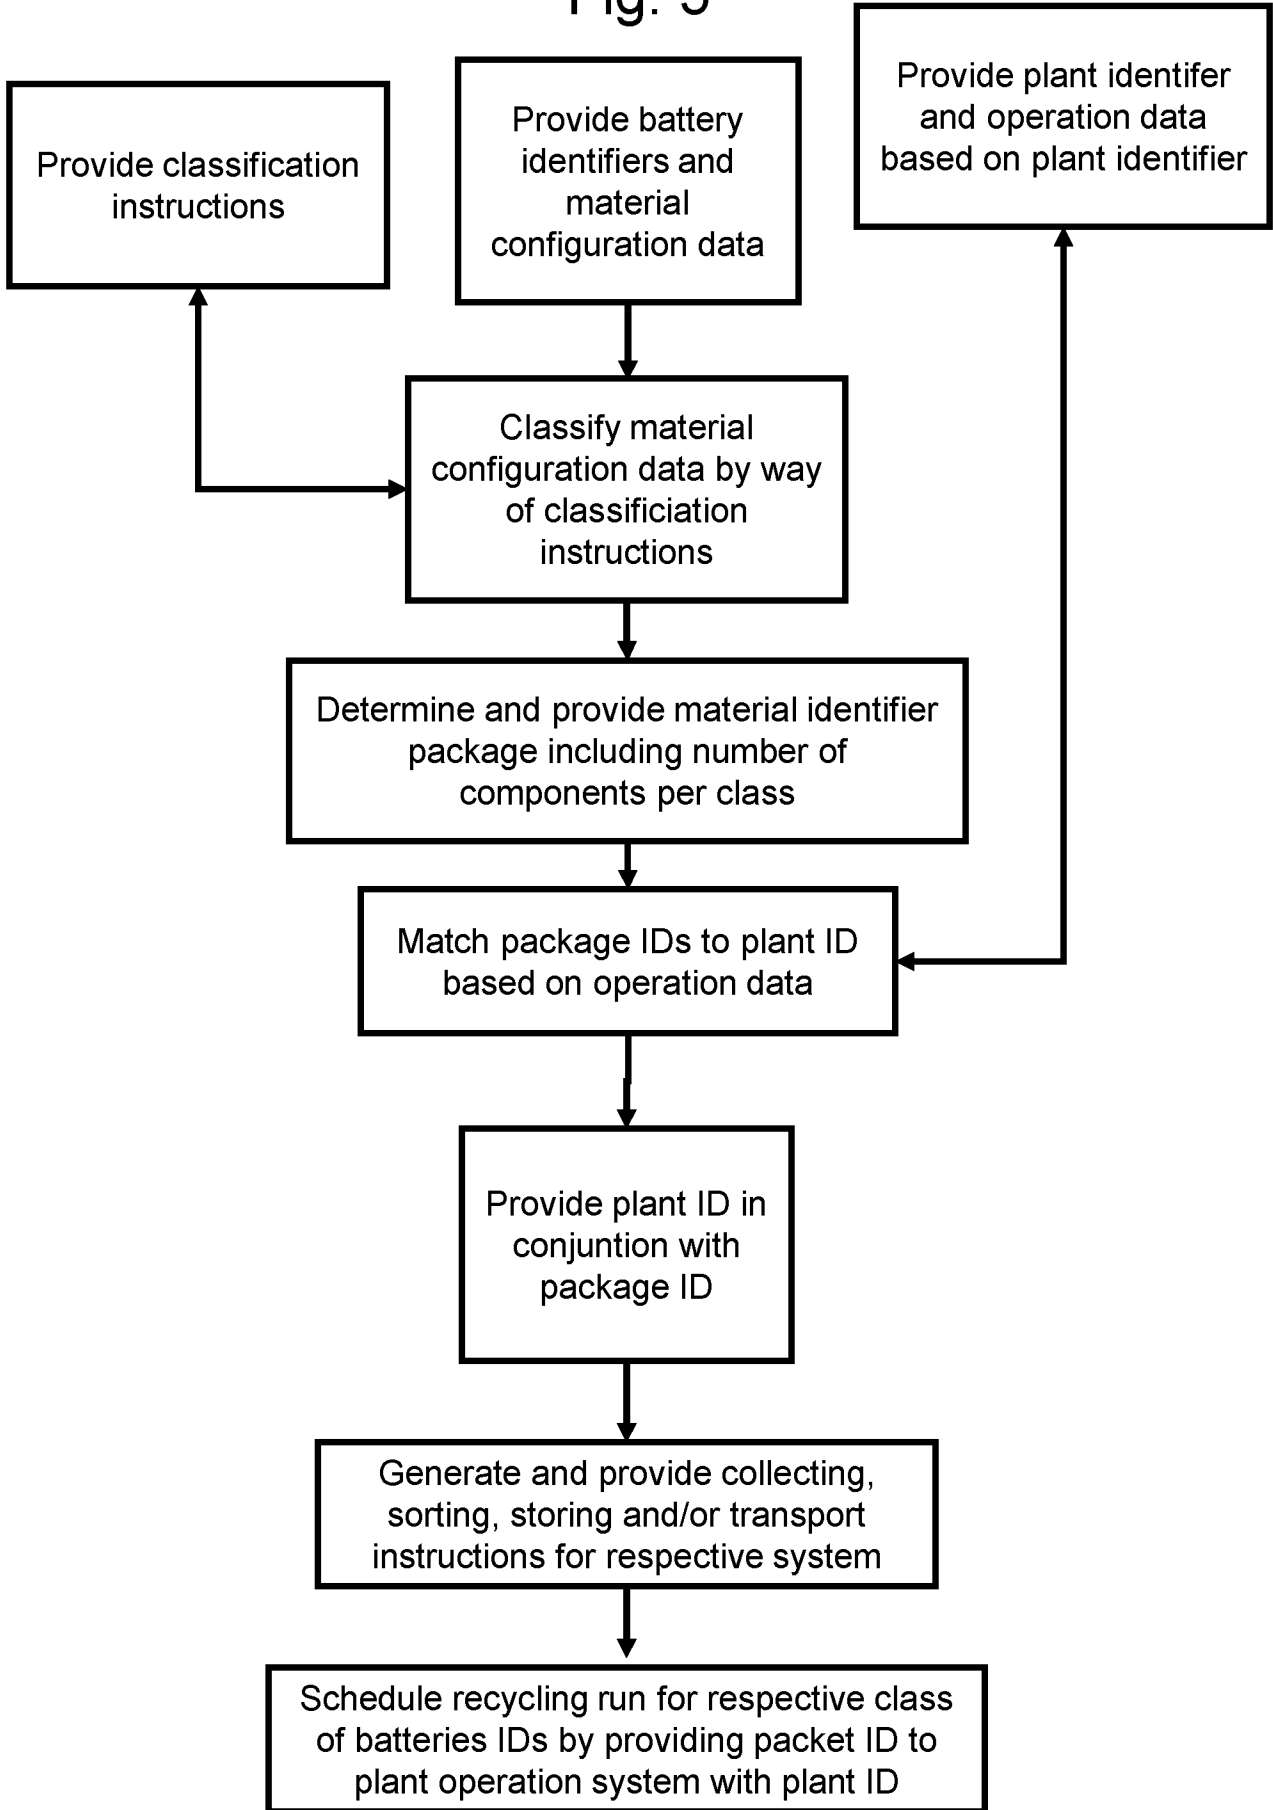 Fig. 5
Provide classification
instructions
Provide battery
identifiers and
material
configuration data
Provide plant identifer
and operation data
based on plant identifier
Classify material
configuration data by way
of classificiation
instructions
Determine and provide material identifier
package including number of
components per class
Match package IDs to plant ID
based on operation data
Provide plant ID in
conjuntion with
package ID
Generate and provide collecting,
sorting, storing and/or transport
instructions for respective system
Schedule recycling run for respective class
of batteries IDs by providing packet ID to
plant operation system with plant ID